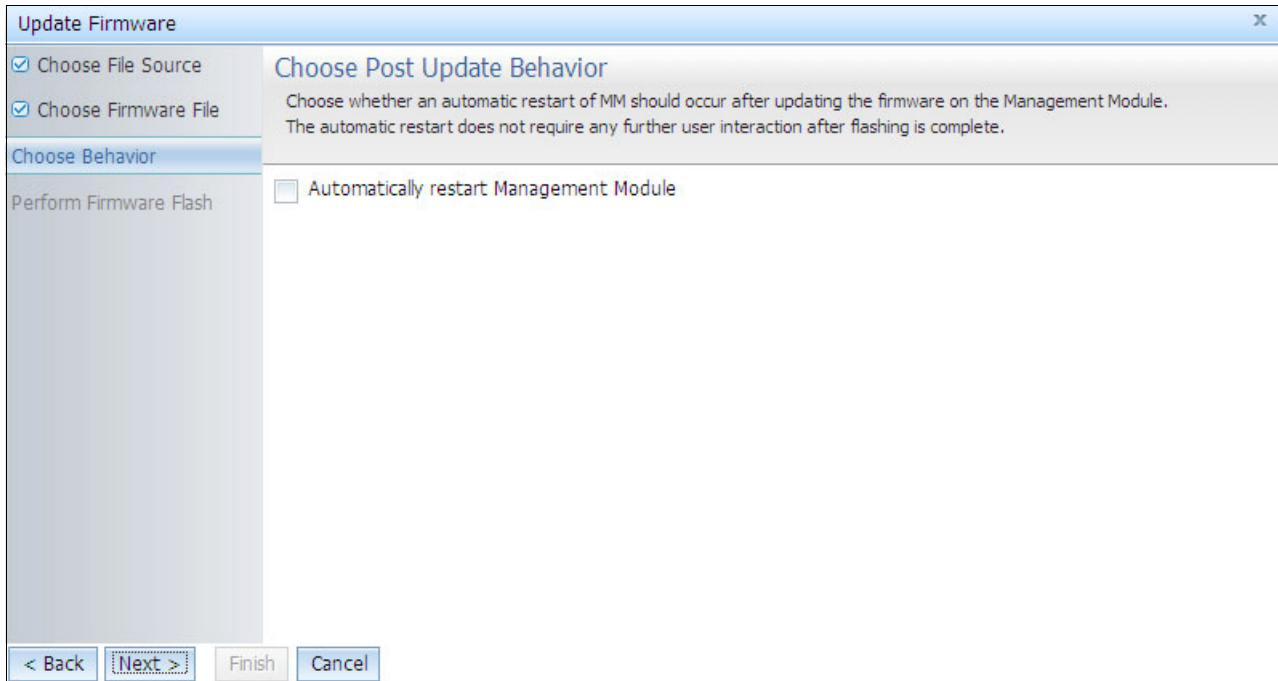 Update Firmware
x
Choose File Source
Choose Firmware File
Choose Behavior
Perform Firmware Flash
Choose Post Update Behavior
Choose whether an automatic restart of MM should occur after updating the firmware on the Management Module.
The automatic restart does not require any further user interaction after flashing is complete.
Automatically restart Management Module
< Back Next > Finish Cancel